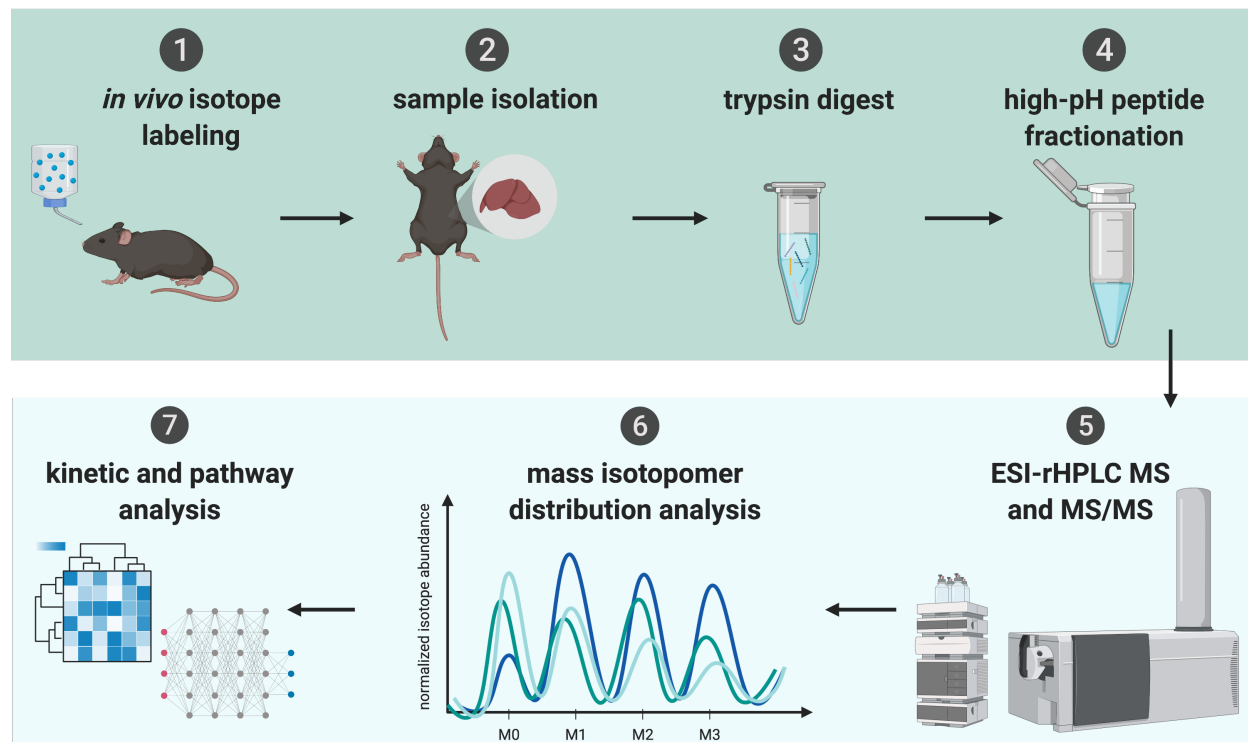 1
in vivo isotope
labeling
2
sample isolation
3
trypsin digest
4
high-pH peptide
fractionation
5
ESI-rHPLC MS
and MS/MS
6
mass isotopomer
distribution analysis
normalized isotope abundance
M0 M1 M2 M3
7
kinetic and pathway
analysis